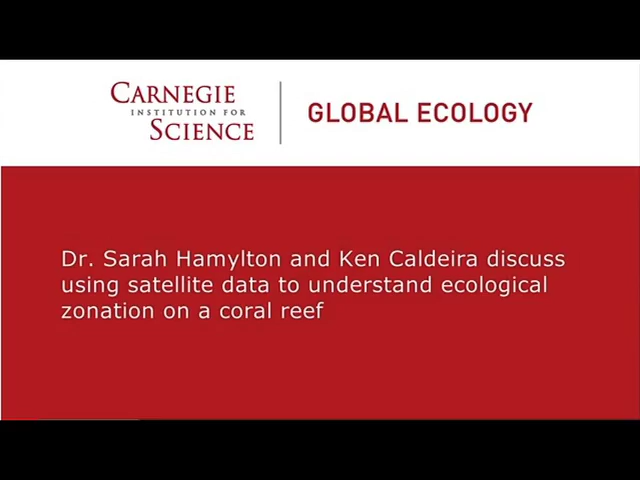 CARNEGIE
INSTITUTION FOR
SCIENCE
GLOBAL ECOLOGY
Dr. Sarah Hamylton and Ken Caldeira discuss
using satellite data to understand ecological
zonation on a coral reef